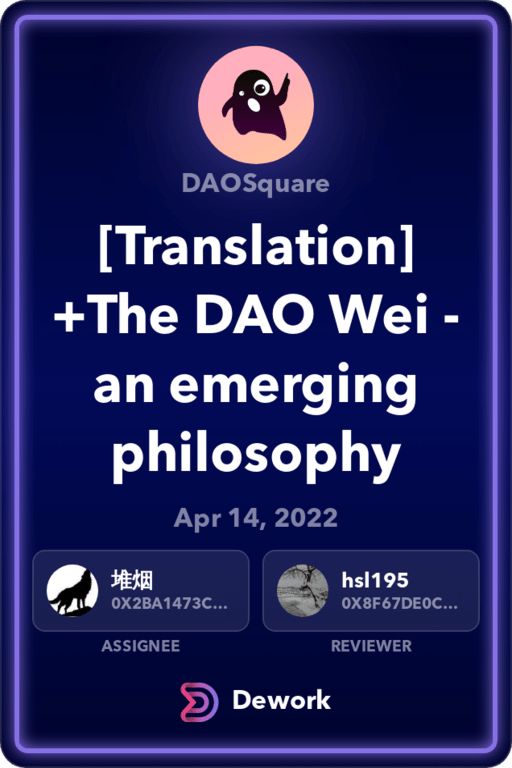 DAOSquare
[Translation]
+The DAO Wei -
an emerging
philosophy
Apr 14, 2022
堆烟
0X2BA1473C...
ASSIGNEE
hsl195
0X8F67DE0C...
REVIEWER
Dework